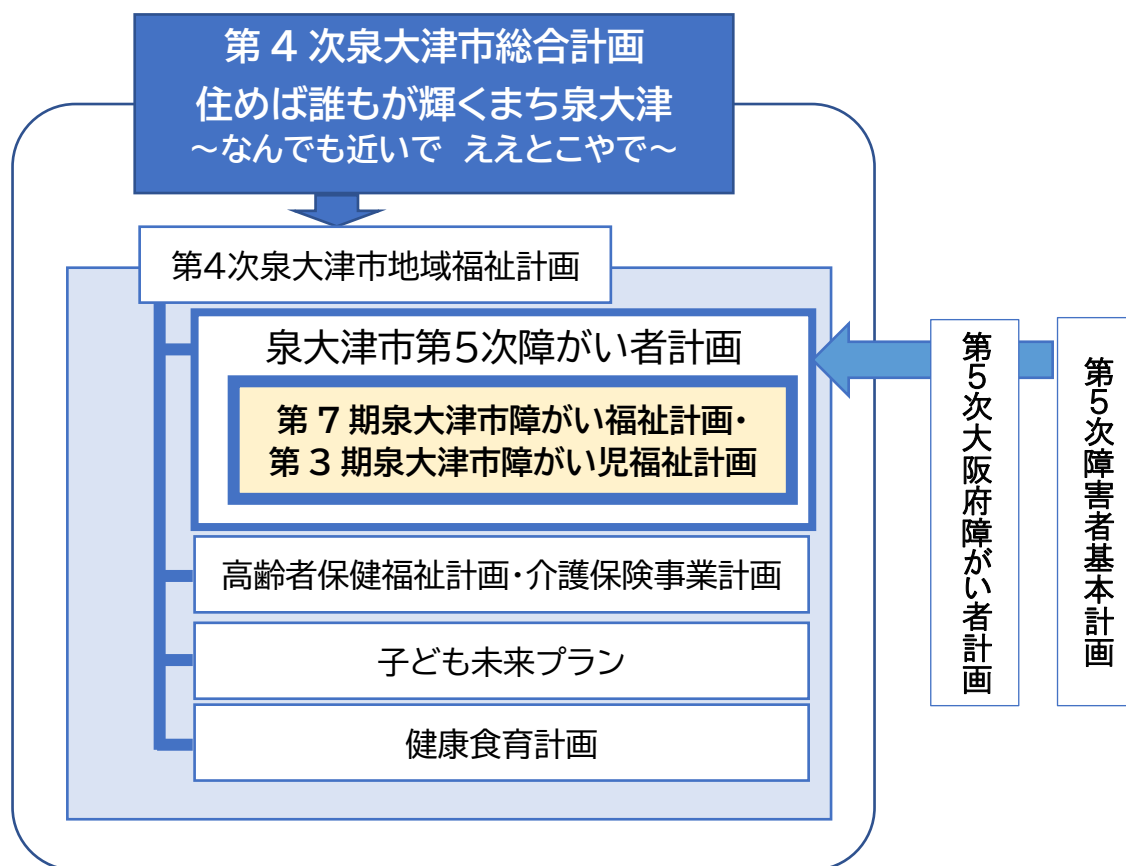 第4次泉大津市総合計画
住めば誰もが輝くまち泉大津
～なんでも近いで ええとこやで～
第4次泉大津市地域福祉計画
泉大津市第5次障がい者計画
第7期泉大津市障がい福祉計画・
第3期泉大津市障がい児福祉計画
高齢者保健福祉計画・介護保険事業計画
子ども未来プラン
健康食育計画
第5次大阪府障がい者計画
第5次障害者基本計画